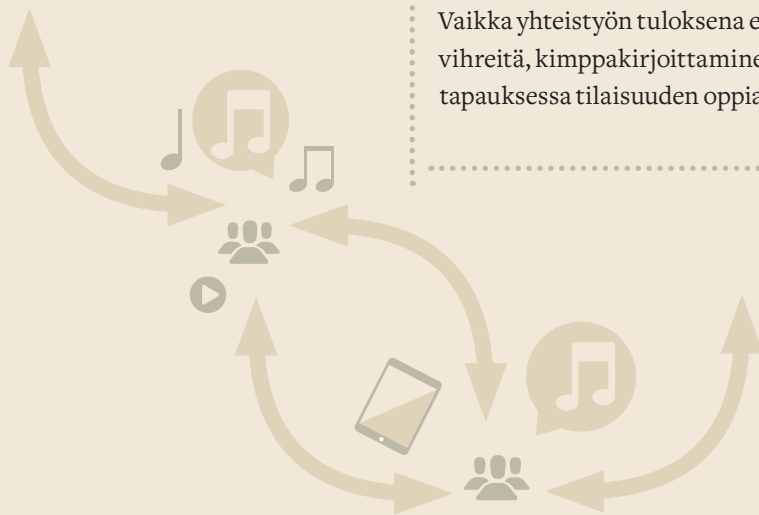 Vaikka yhteistyön tuloksena
vihreitä, kimppakirjoittamine
tapauksessa tilaisuuden oppia